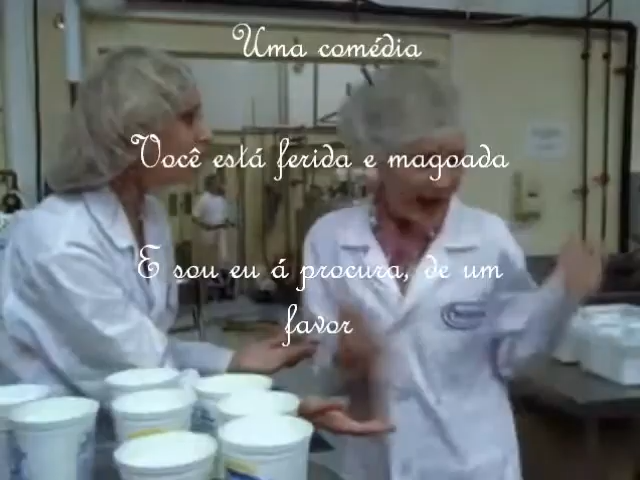 Uma comédia
Você está ferida e magoada
E sou eu á procura, de um
favor